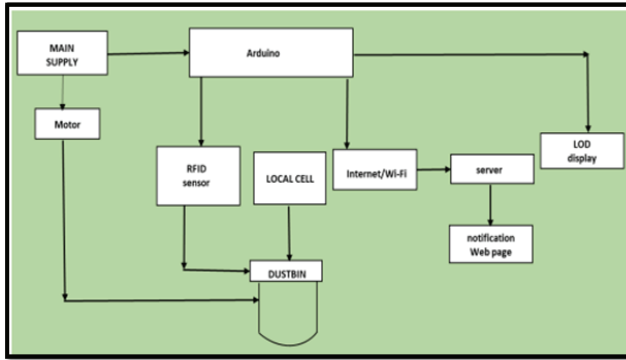 MAIN
SUPPLY
Arduino
Motor
RFID
sensor
LOCAL CELL
Internet/Wi-Fi
server
LOD
display
notification
Web page
DUSTBIN